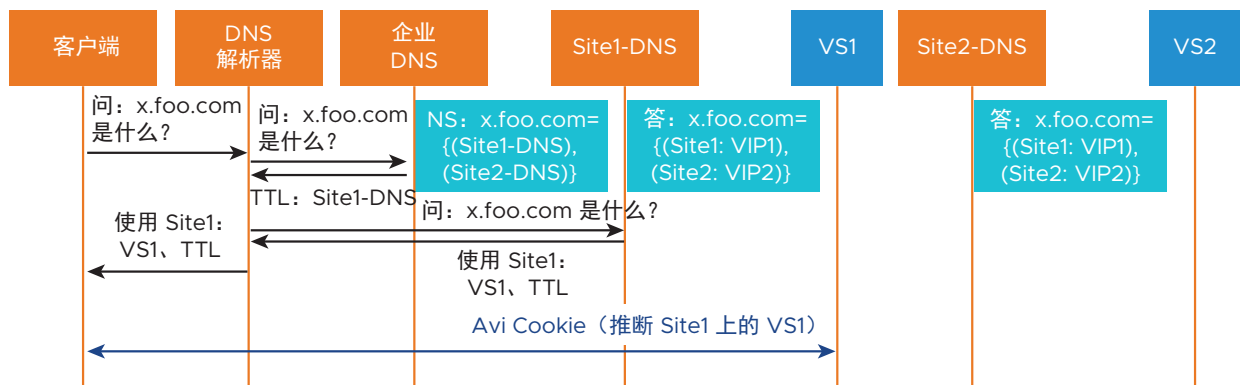 客户端
DNS
解析器
企业
DNS
Site1-DNS
VS1
Site2-DNS
VS2
问：x.foo.com
是什么？
问：x.foo.com
是什么？
NS：x.foo.com=
{(Site1-DNS),
(Site2-DNS)}
答：x.foo.com=
{(Site1: VIP1),
(Site2: VIP2)}
答：x.foo.com=
{(Site1: VIP1),
(Site2: VIP2)}
TTL：Site1-DNS
问：x.foo.com 是什么？
使用 Site1：
VS1、TTL
使用 Site1：
VS1、TTL
Avi Cookie（推断 Site1 上的 VS1）